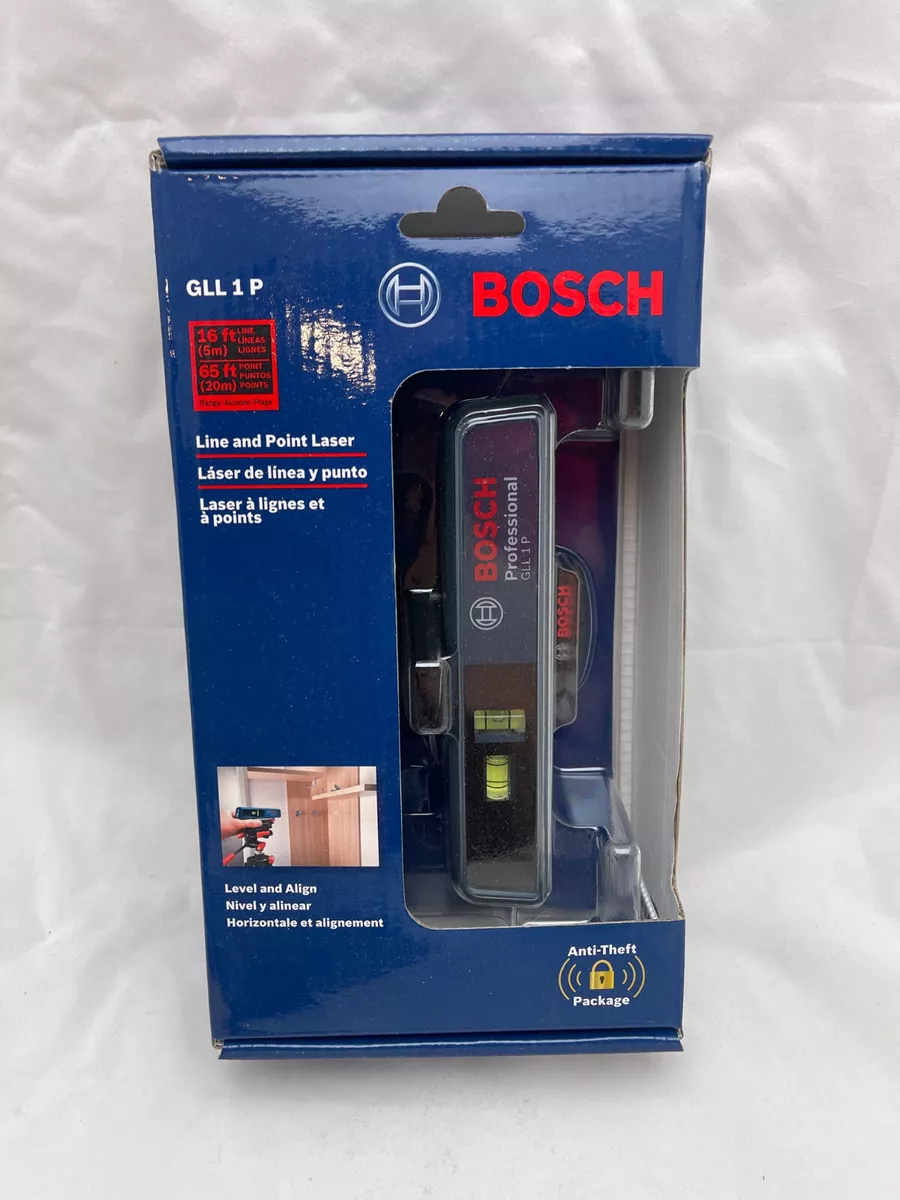 GLL 1 P
BOSCH
16 ft LINE
(5m) LÍNEAS
LIGNES
65 ft POINT
(20m) PUNTOS
POINTS
Range Alcance Plage
Line and Point Laser
Láser de línea y punto
Laser à lignes et
à points
BOSCH
Professional
GLL 1 P
BOSCH
Level and Align
Nivel y alinear
Horizontale et alignement
Anti-Theft
Package